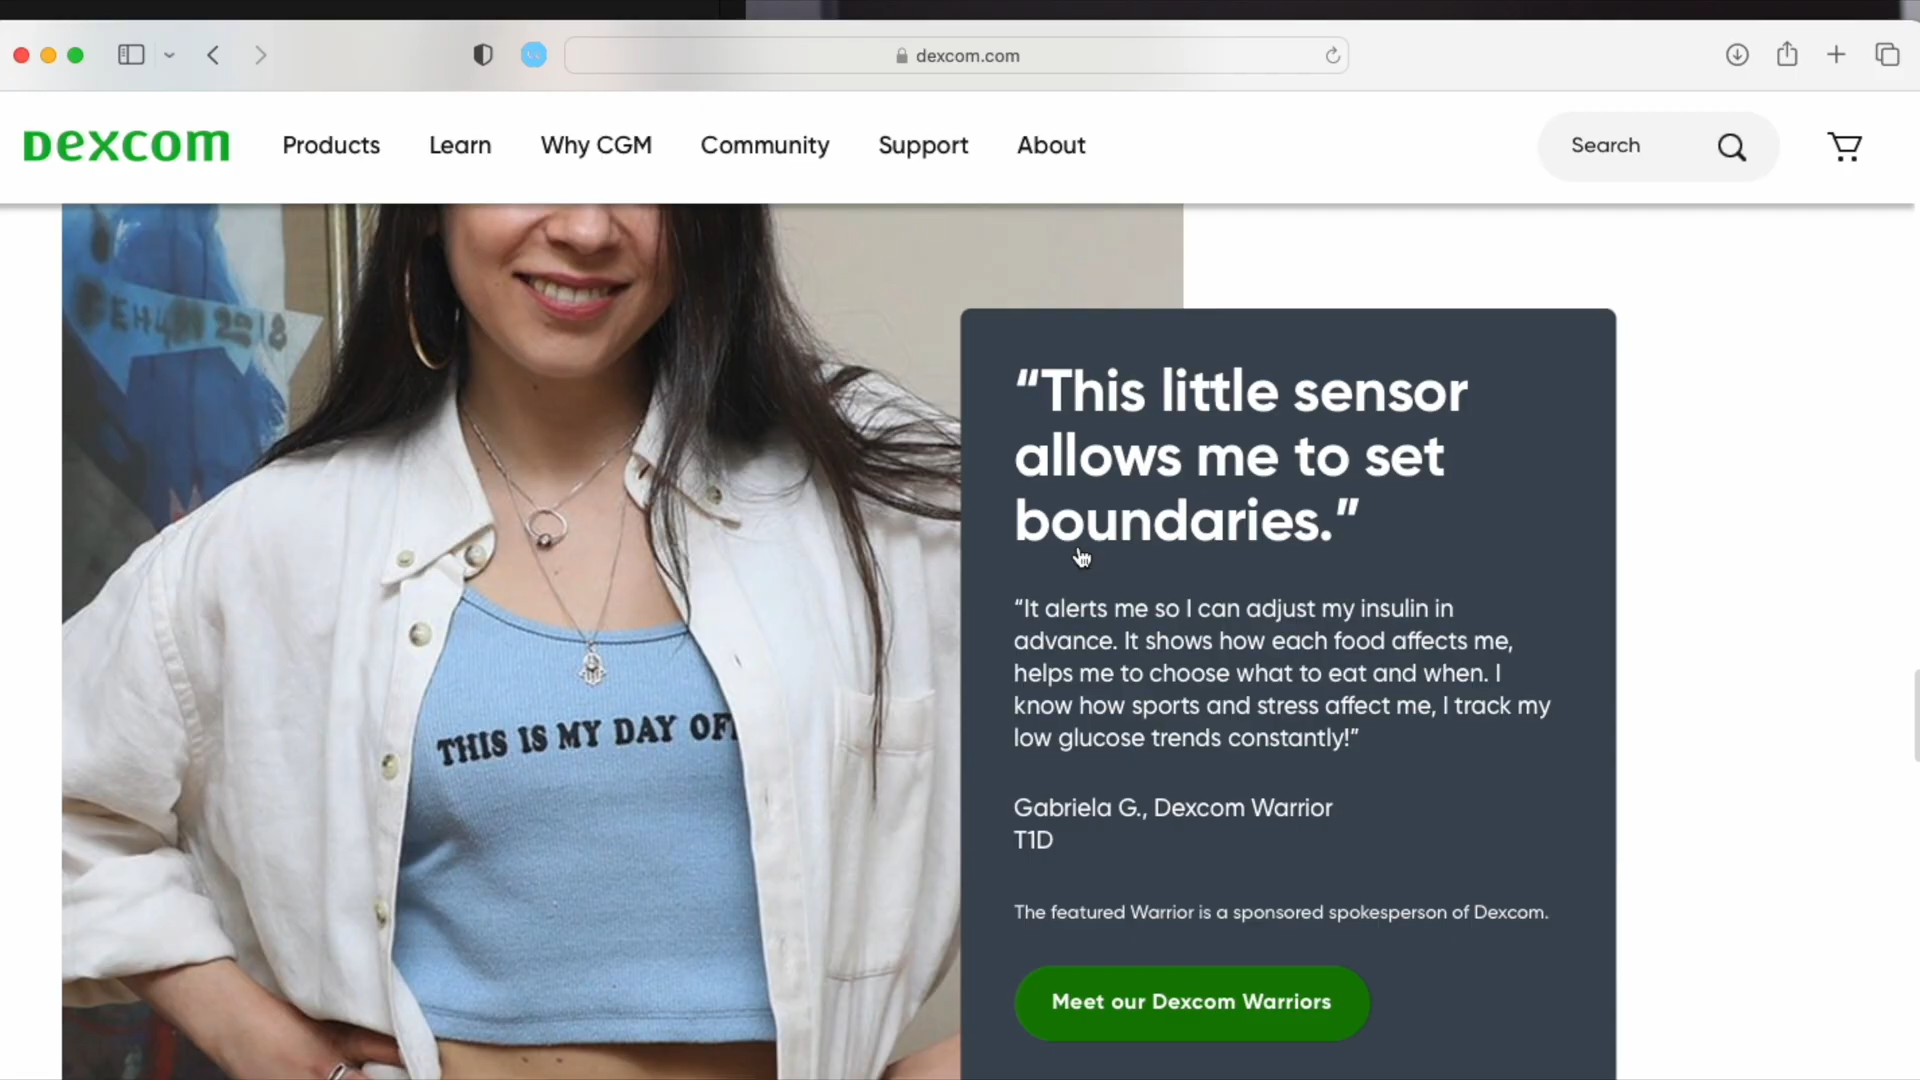 dexcom.com
Dexcom
Products
Learn
Why CGM
Community
Support
About
Search
“This little sensor
allows me to set
boundaries.”
“It alerts me so I can adjust my insulin in
advance. It shows how each food affects me,
helps me to choose what to eat and when. I
know how sports and stress affect me, I track my
low glucose trends constantly!”
Gabriela G., Dexcom Warrior
T1D
The featured Warrior is a sponsored spokesperson of Dexcom.
Meet our Dexcom Warriors
THIS IS MY DAY OF